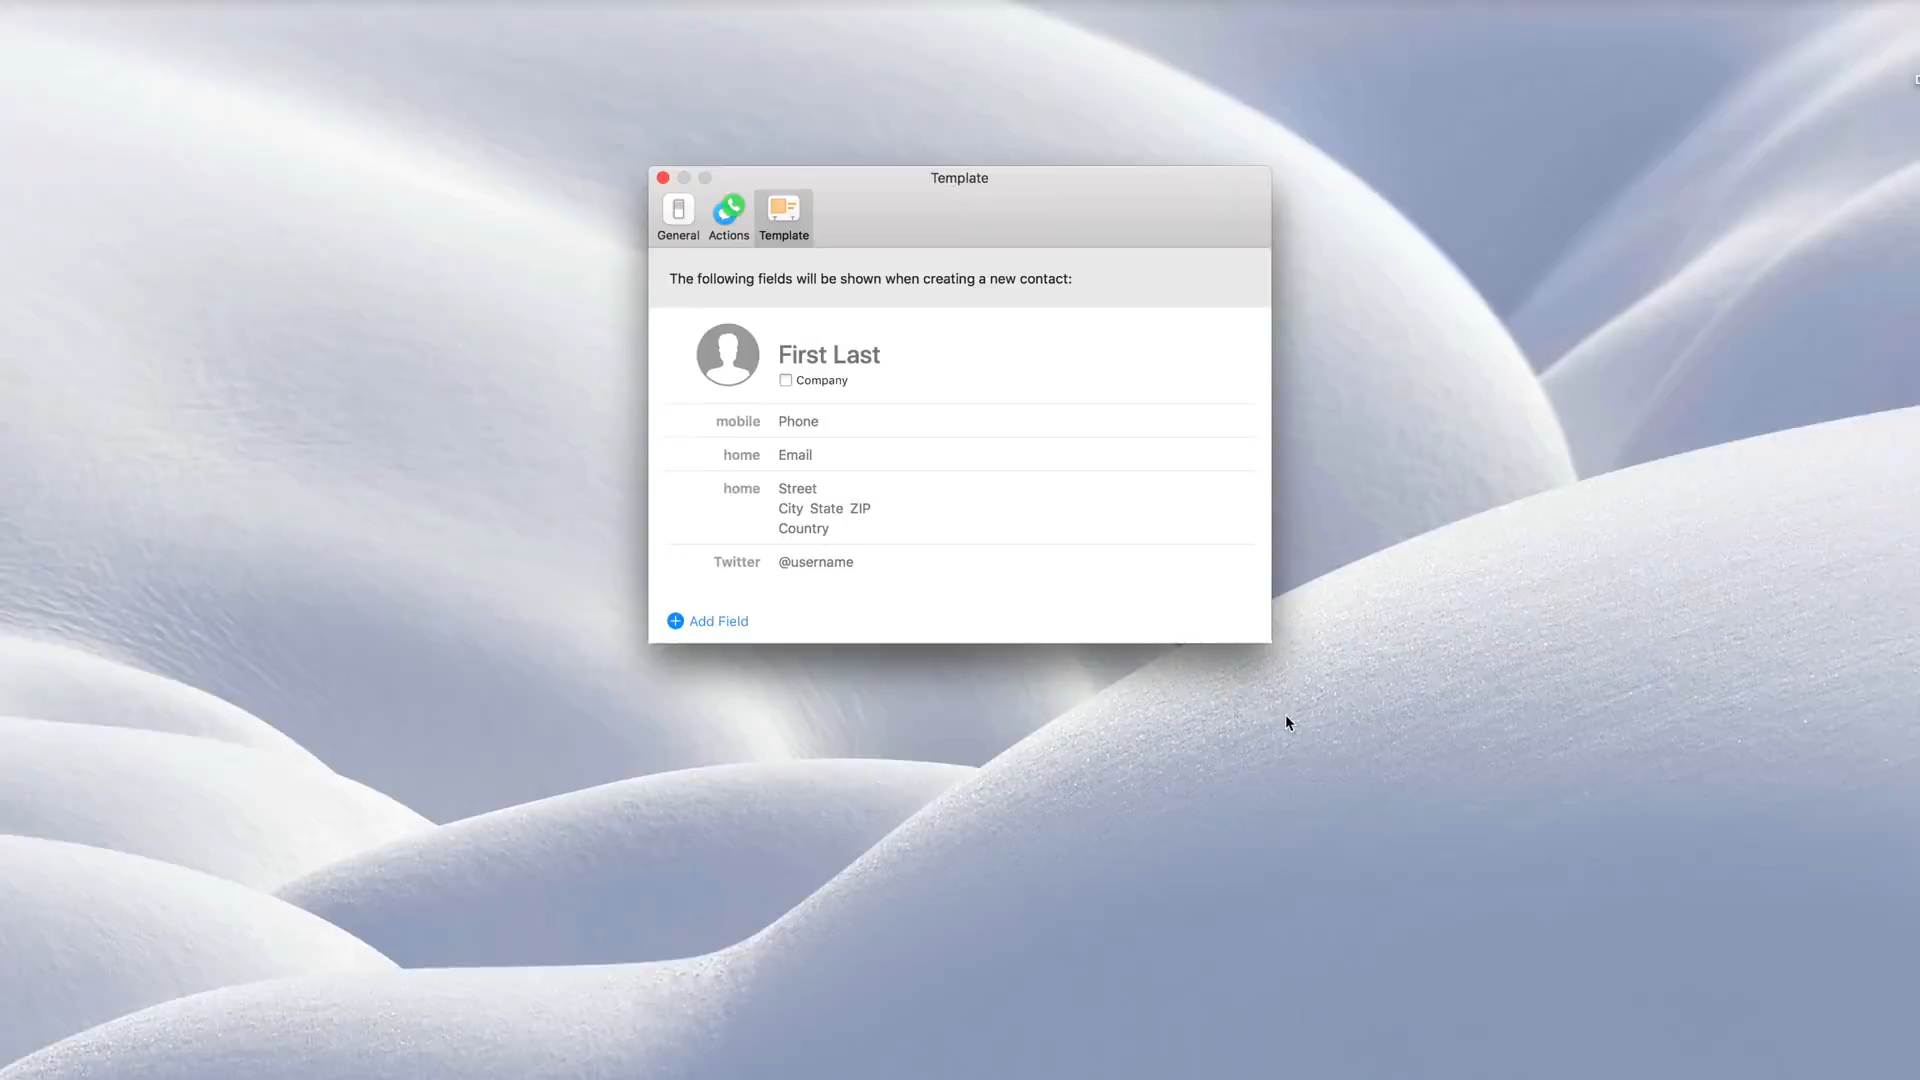 Template
General Actions Template
The following fields will be shown when creating a new contact:
First Last
Company
mobile Phone
home Email
home Street
City State ZIP
Country
Twitter @username
Add Field